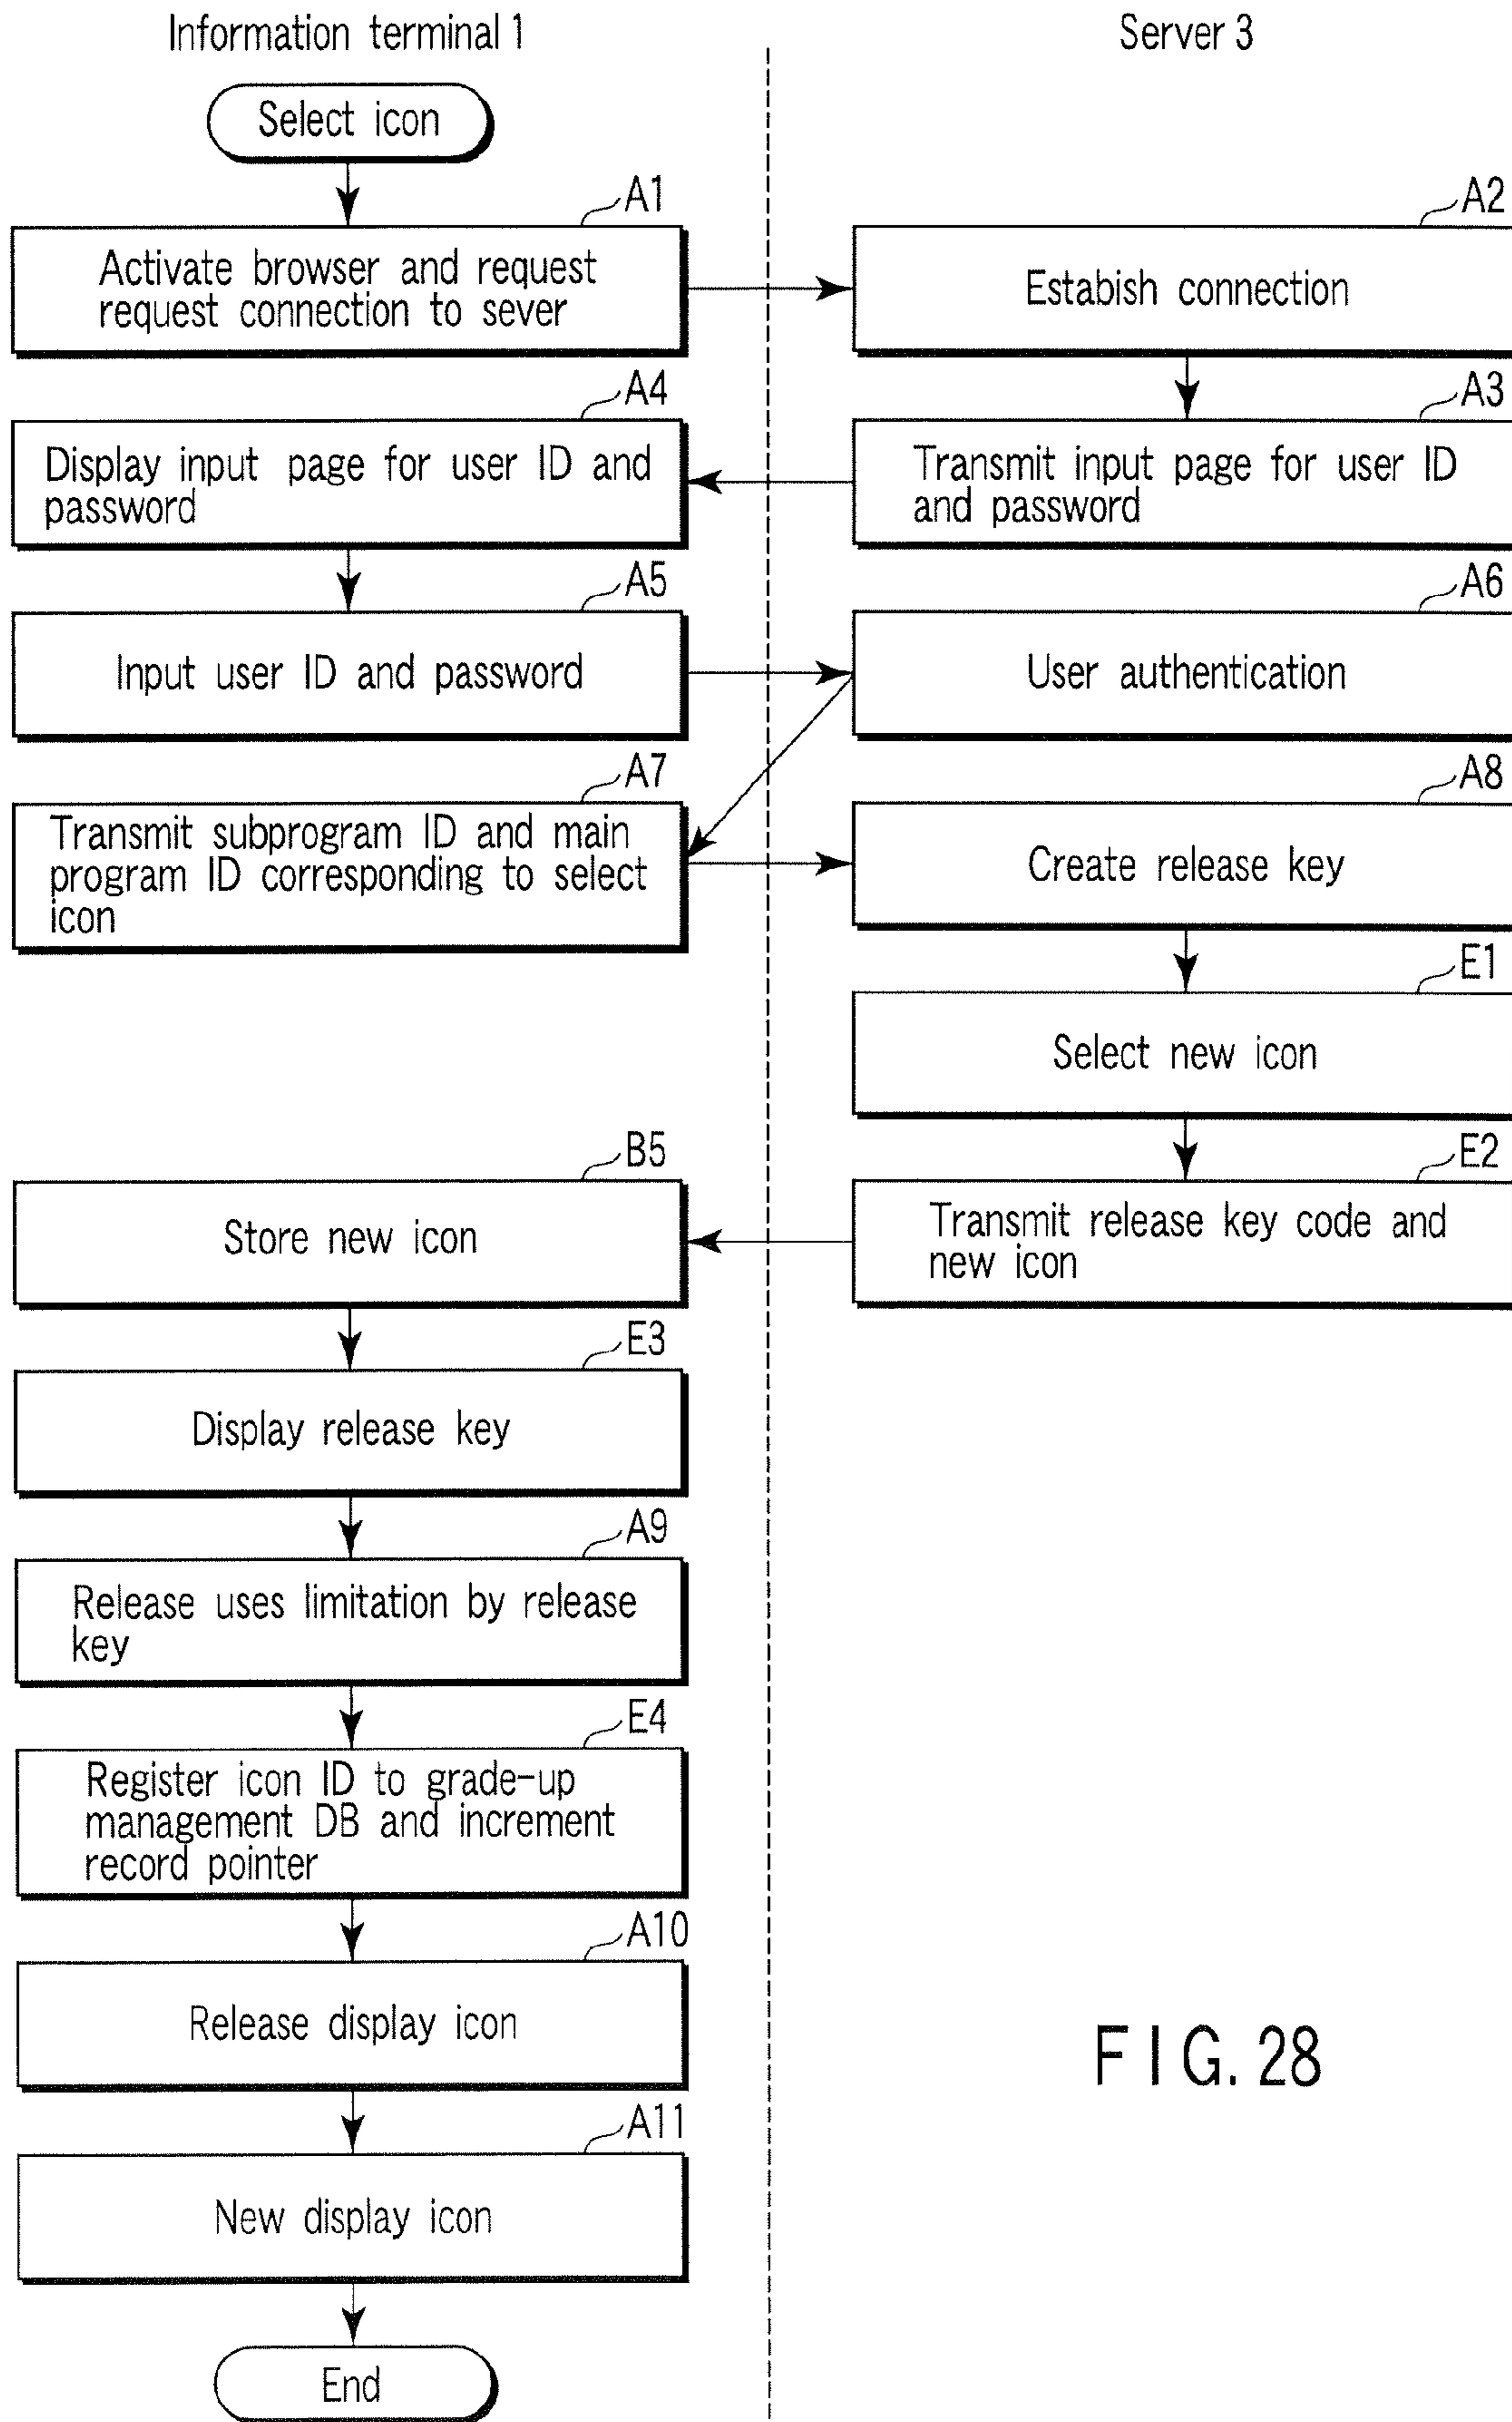 Information terminal 1
Server 3
Select icon
A1
Activate browser and request
request connection to sever
A2
Estabish connection
A3
Transmit input page for user ID
and password
A4
Display input page for user ID and
password
A5
Input user ID and password
A6
User authentication
A7
Transmit subprogram ID and main
program ID corresponding to select
icon
A8
Create release key
E1
Select new icon
E2
Transmit release key code and
new icon
B5
Store new icon
E3
Display release key
A9
Release uses limitation by release
key
E4
Register icon ID to grade-up
management DB and increment
record pointer
A10
Release display icon
A11
New display icon
End
FIG. 28